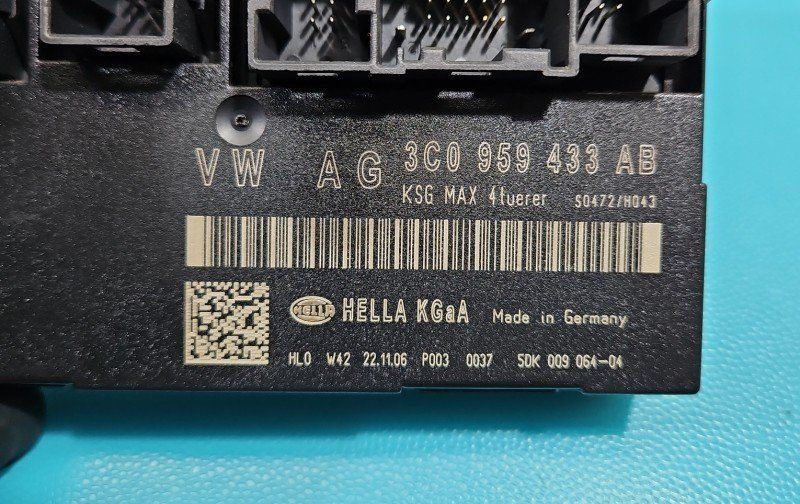 VW AG 3C0 959 433 AB
KSG MAX 4tuerer S0472/H043
HELLA HELLA KGaA Made in Germany
HL0 W42 22.11.06 P003 0037 5DK 009 064-04